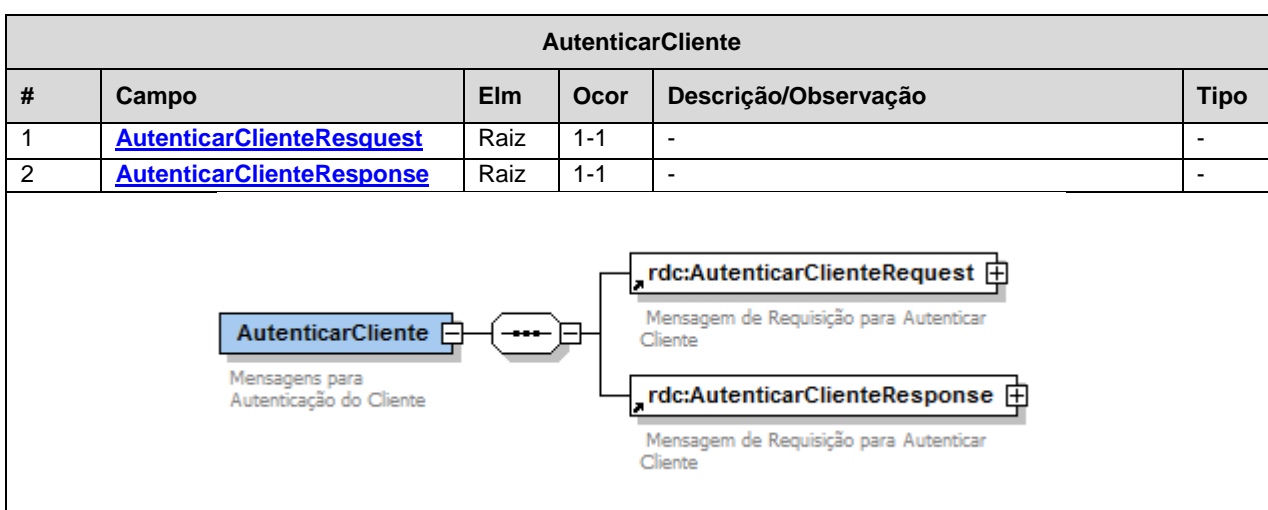 AutenticarCliente
# Campo Elm Ocor Descrição/Observação Tipo
1 AutenticarClienteResquest Raiz 1-1 - -
2 AutenticarClienteResponse Raiz 1-1 - -
rdc:AutenticarClienteRequest
Mensagem de Requisição para Autenticar
Cliente
AutenticarCliente
Mensagens para
Autenticação do Cliente
rdc:AutenticarClienteResponse
Mensagem de Requisição para Autenticar
Cliente